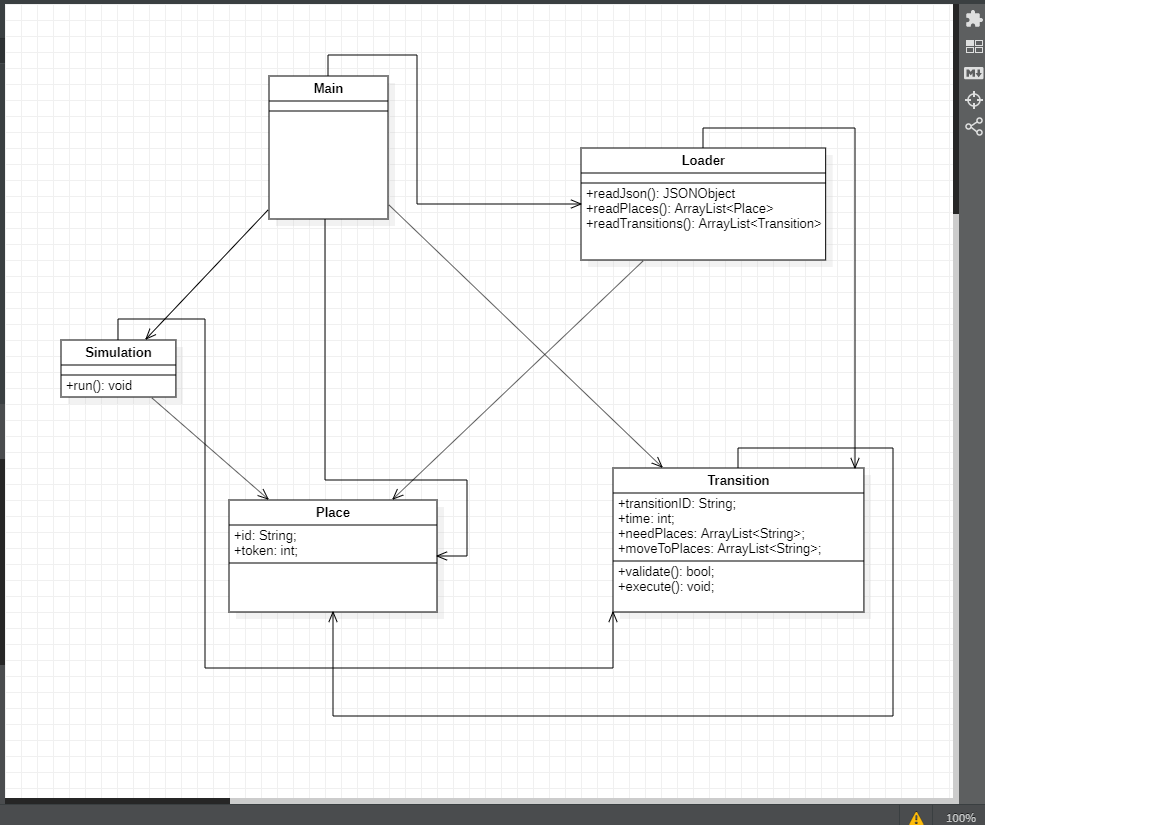 Main
Loader
+readJson(): JSONObject
+readPlaces(): ArrayList<Place>
+readTransitions(): ArrayList<Transition>
Simulation
+run(): void
Transition
+transitionID: String;
+time: int;
+needPlaces: ArrayList<String>;
+moveToPlaces: ArrayList<String>;
+validate(): bool;
+execute(): void;
Place
+id: String;
+token: int;
M↓
100%